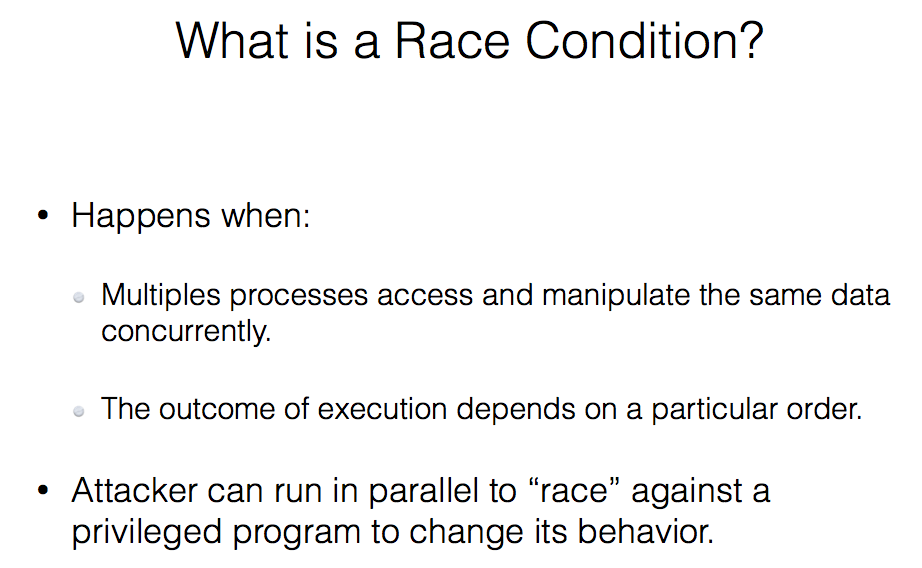 What is a Race Condition?
• Happens when:
Multiples processes access and manipulate the same data
concurrently.
The outcome of execution depends on a particular order.
• Attacker can run in parallel to “race” against a
privileged program to change its behavior.